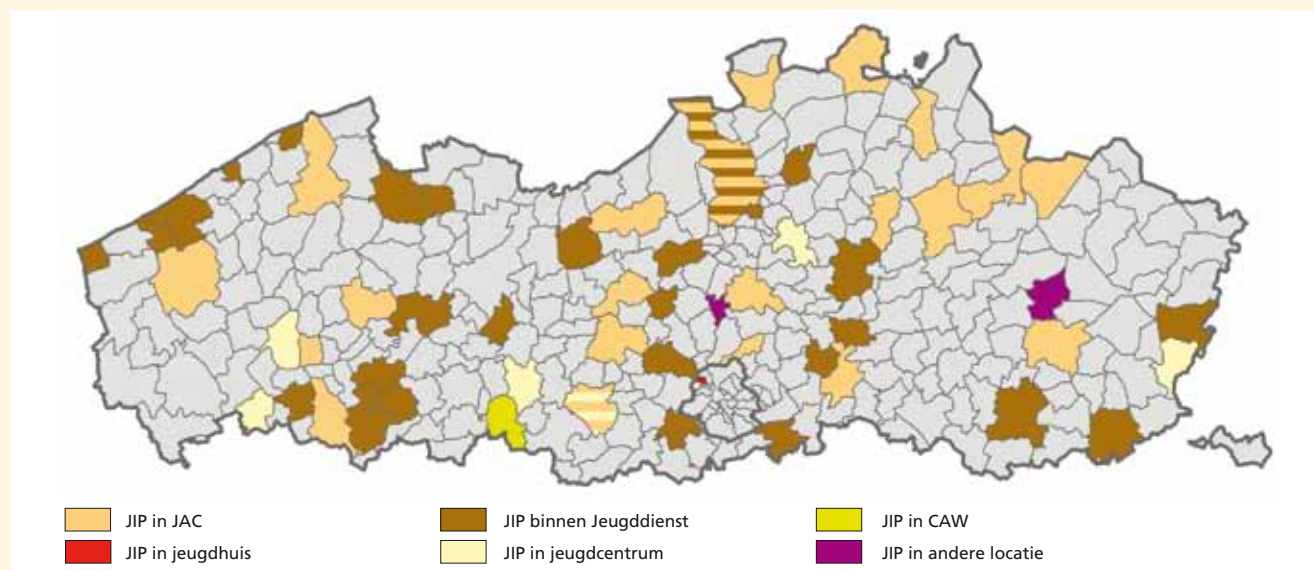 JIP in JAC
JIP binnen Jeugddienst
JIP in CAW
JIP in jeugdhuis
JIP in jeugdcentrum
JIP in andere locatie